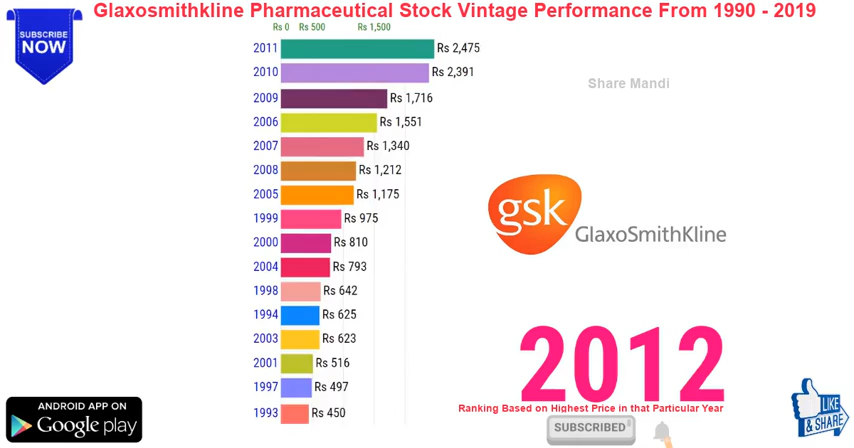 Glaxosmithkline Pharmaceutical Stock Vintage Performance From 1990 - 2019
SUBSCRIBE
NOW
Rs 0 Rs 500 Rs 1,500
2011 Rs 2,475
2010 Rs 2,391
2009 Rs 1,716
2006 Rs 1,551
2007 Rs 1,340
2008 Rs 1,212
2005 Rs 1,175
1999 Rs 975
2000 Rs 810
2004 Rs 793
1998 Rs 642
1994 Rs 625
2003 Rs 623
2001 Rs 516
1997 Rs 497
1993 Rs 450
Share Mandi
gsk
GlaxoSmithKline
2012
Ranking Based on Highest Price in that Particular Year
SUBSCRIBED
LIKE
& SHARE
ANDROID APP ON
Google play